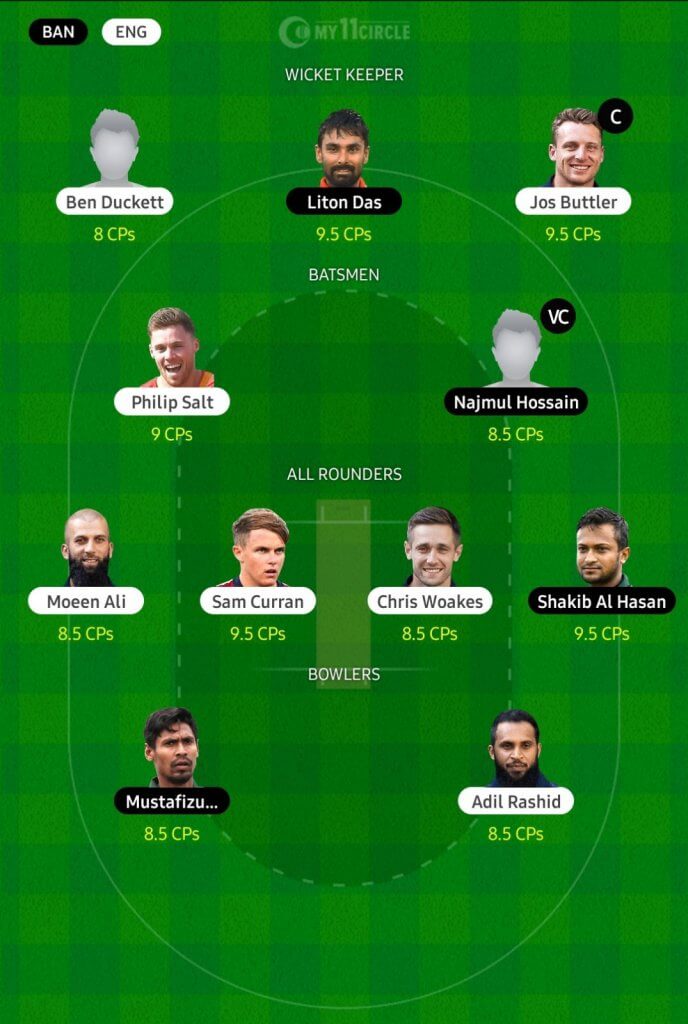 BAN ENG MY11CIRCLE
WICKET KEEPER
C
Ben Duckett Liton Das Jos Buttler
8 CPs 9.5 CPs 9.5 CPs
BATSMEN
VC
Philip Salt Najmul Hossain
9 CPs 8.5 CPs
ALL ROUNDERS
Moeen Ali Sam Curran Chris Woakes Shakib Al Hasan
8.5 CPs 9.5 CPs 8.5 CPs 9.5 CPs
BOWLERS
Mustafizu... Adil Rashid
8.5 CPs 8.5 CPs